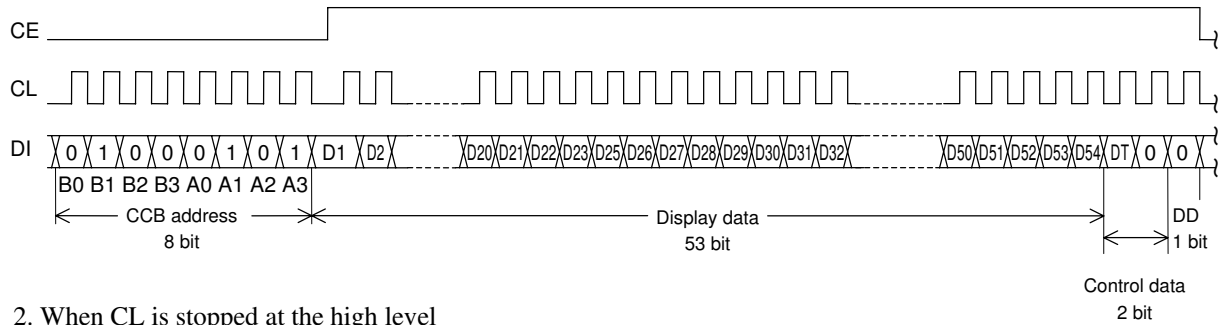 CE
CL
DI 0 1 0 0 0 1 0 1 D1 D2 D20 D21 D22 D23 D25 D26 D27 D28 D29 D30 D31 D32 D50 D51 D52 D53 D54 DT 0 0
B0 B1 B2 B3 A0 A1 A2 A3
CCB address
8 bit
Display data
53 bit
DD
1 bit
Control data
2 bit
2. When CL is stopped at the high level